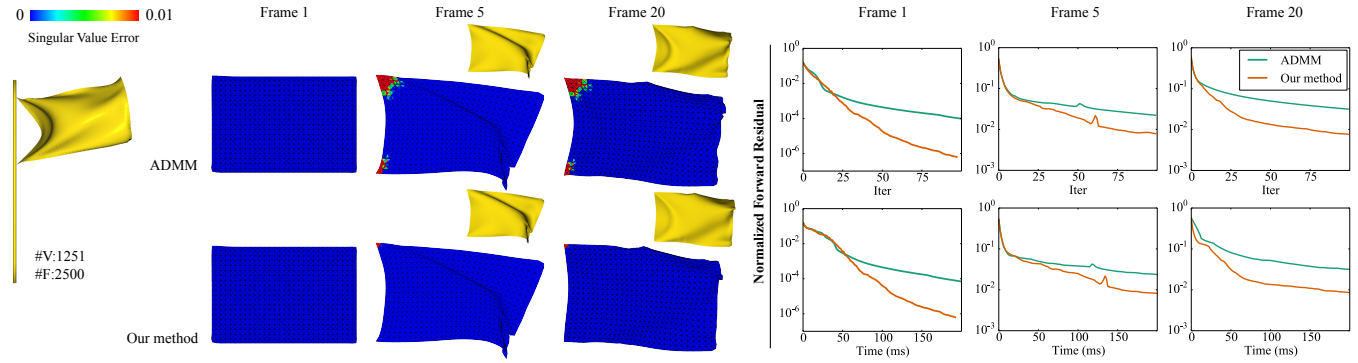 0 0.01
Singular Value Error
Frame 1 Frame 5 Frame 20
ADMM
#V:1251
#F:2500
Our method
Normalized Forward Residual
Frame 1 Frame 5 Frame 20
10^0
10^-2
10^-4
10^-6
0 25 50 75
Iter
10^0
10^-1
10^-2
10^-3
0 25 50 75
Iter
ADMM
Our method
10^0
10^-1
10^-2
10^-3
0 25 50 75
Iter
10^0
10^-2
10^-4
10^-6
0 50 100 150
Time (ms)
10^0
10^-1
10^-2
10^-3
0 50 100 150
Time (ms)
10^0
10^-1
10^-2
10^-3
0 50 100 150
Time (ms)